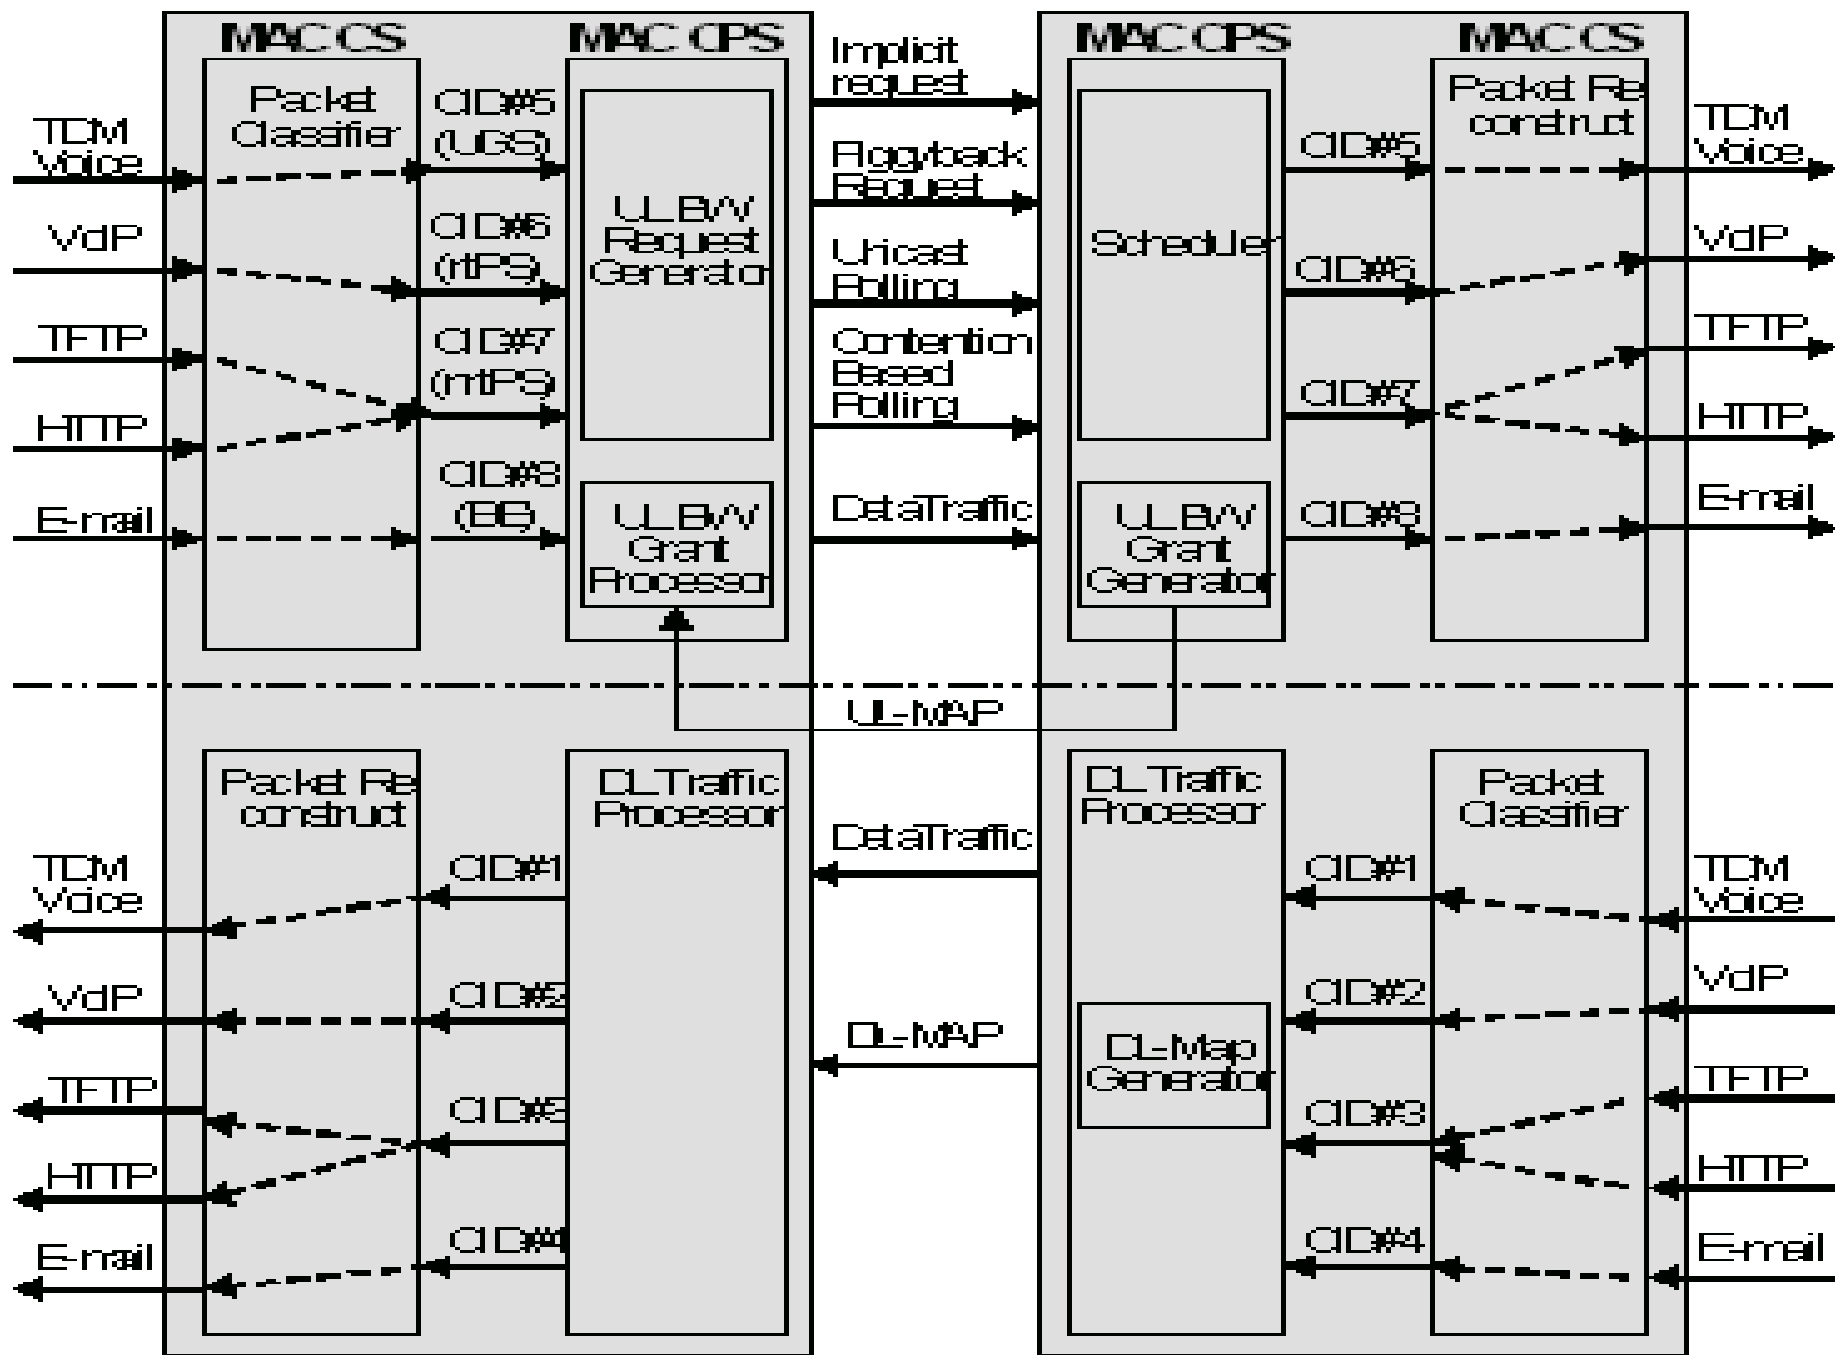 MAC CS
MAC CPS
MAC CPS
MAC CS
Packet
Classifier
TDM
Voice
VoIP
TFTP
HTTP
E-mail
CID#5
(UGS)
CID#6
(rtPS)
CID#7
(nrtPS)
CID#8
(BE)
UL BW
Request
Generator
UL BW
Grant
Processor
Implicit
request
Piggyback
Request
Unicast
Polling
Contention
Based
Polling
Data Traffic
Scheduler
UL BW
Grant
Generator
CID#5
CID#6
CID#7
CID#8
Packet Re
construct
TDM
Voice
VoIP
TFTP
HTTP
E-mail
UL-MAP
Packet Re
construct
TDM
Voice
VoIP
TFTP
HTTP
E-mail
CID#1
CID#2
CID#3
CID#4
DL Traffic
Processor
Data Traffic
DL-MAP
DL Traffic
Processor
DL-Map
Generator
CID#1
CID#2
CID#3
CID#4
Packet
Classifier
TDM
Voice
VoIP
TFTP
HTTP
E-mail